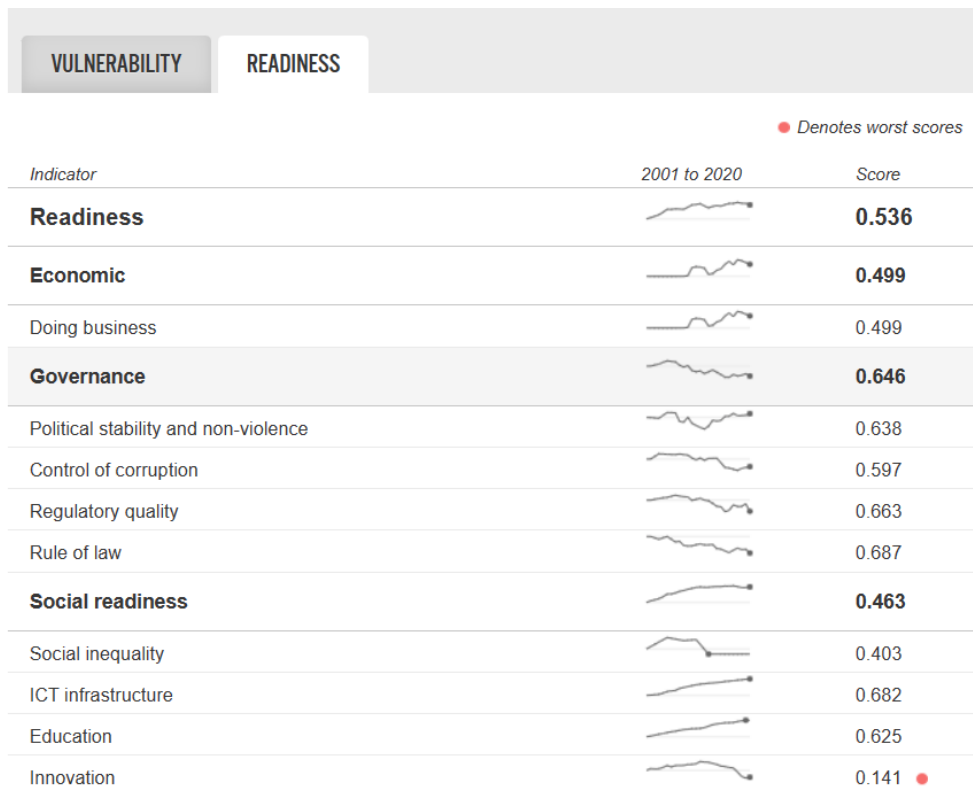 VULNERABILITY READINESS
Denotes worst scores
Indicator 2001 to 2020 Score
Readiness 0.536
Economic 0.499
Doing business 0.499
Governance 0.646
Political stability and non-violence 0.638
Control of corruption 0.597
Regulatory quality 0.663
Rule of law 0.687
Social readiness 0.463
Social inequality 0.403
ICT infrastructure 0.682
Education 0.625
Innovation 0.141